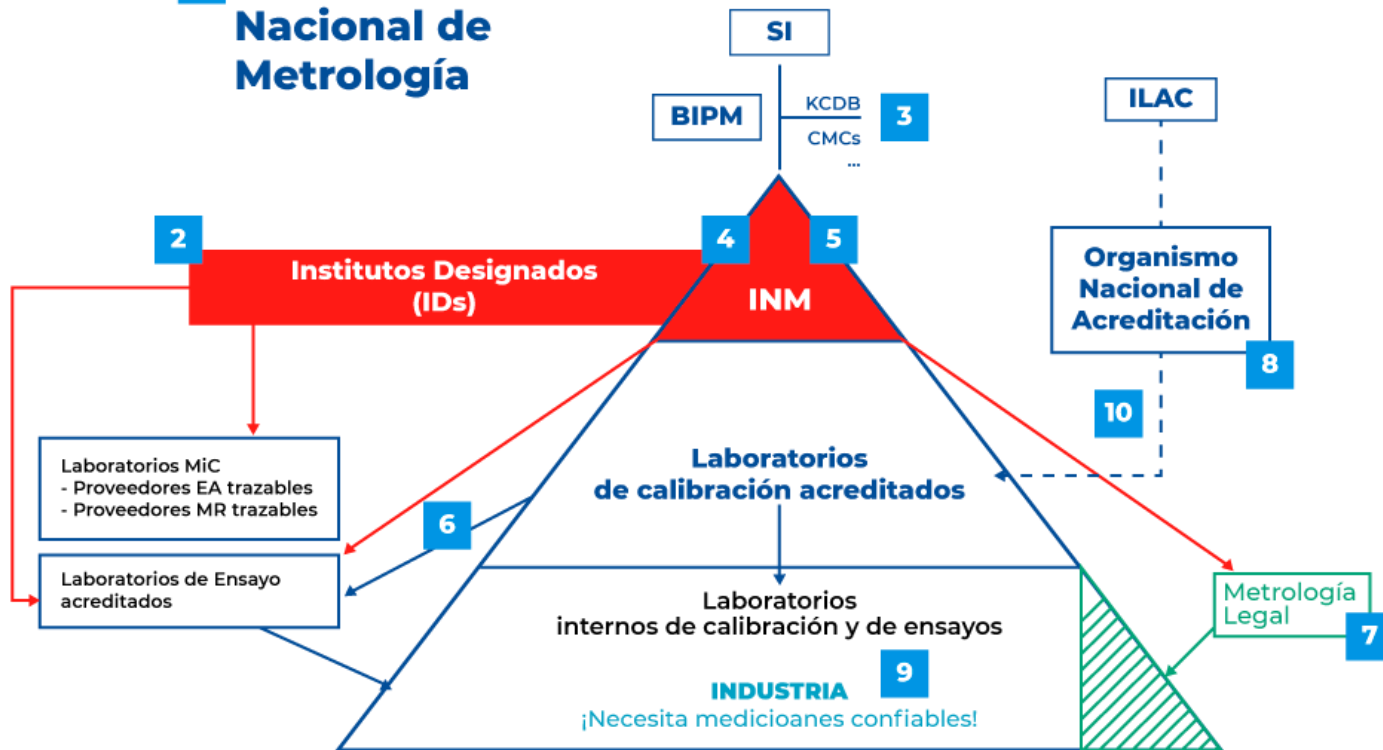 Nacional de
Metrología
SI
BIPM
KCDB
CMCs
...
3
ILAC
2
Institutos Designados
(IDs)
4
5
INM
Organismo
Nacional de
Acreditación
8
10
Laboratorios MiC
- Proveedores EA trazables
- Proveedores MR trazables
Laboratorios
de calibración acreditados
6
Laboratorios de Ensayo
acreditados
Laboratorios
internos de calibración y de ensayos
Metrología
Legal
7
9
INDUSTRIA
¡Necesita medicioanes confiables!